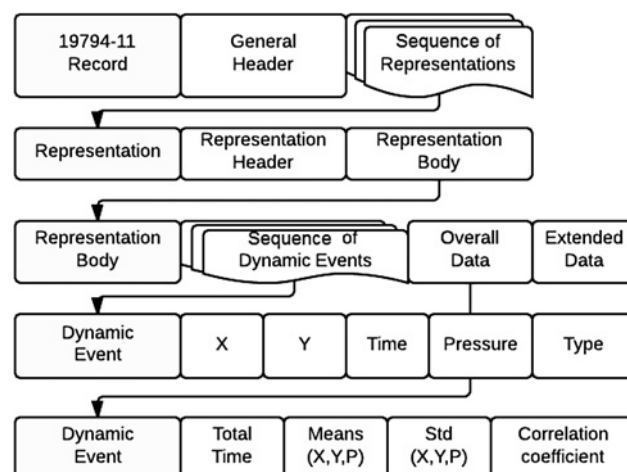 19794-11
Record
General
Header
Sequence of
Representations
Representation
Representation
Header
Representation
Body
Representation
Body
Sequence of
Dynamic Events
Overall
Data
Extended
Data
Dynamic
Event
X
Y
Time
Pressure
Type
Dynamic
Event
Total
Time
Means
(X,Y,P)
Std
(X,Y,P)
Correlation
coefficient